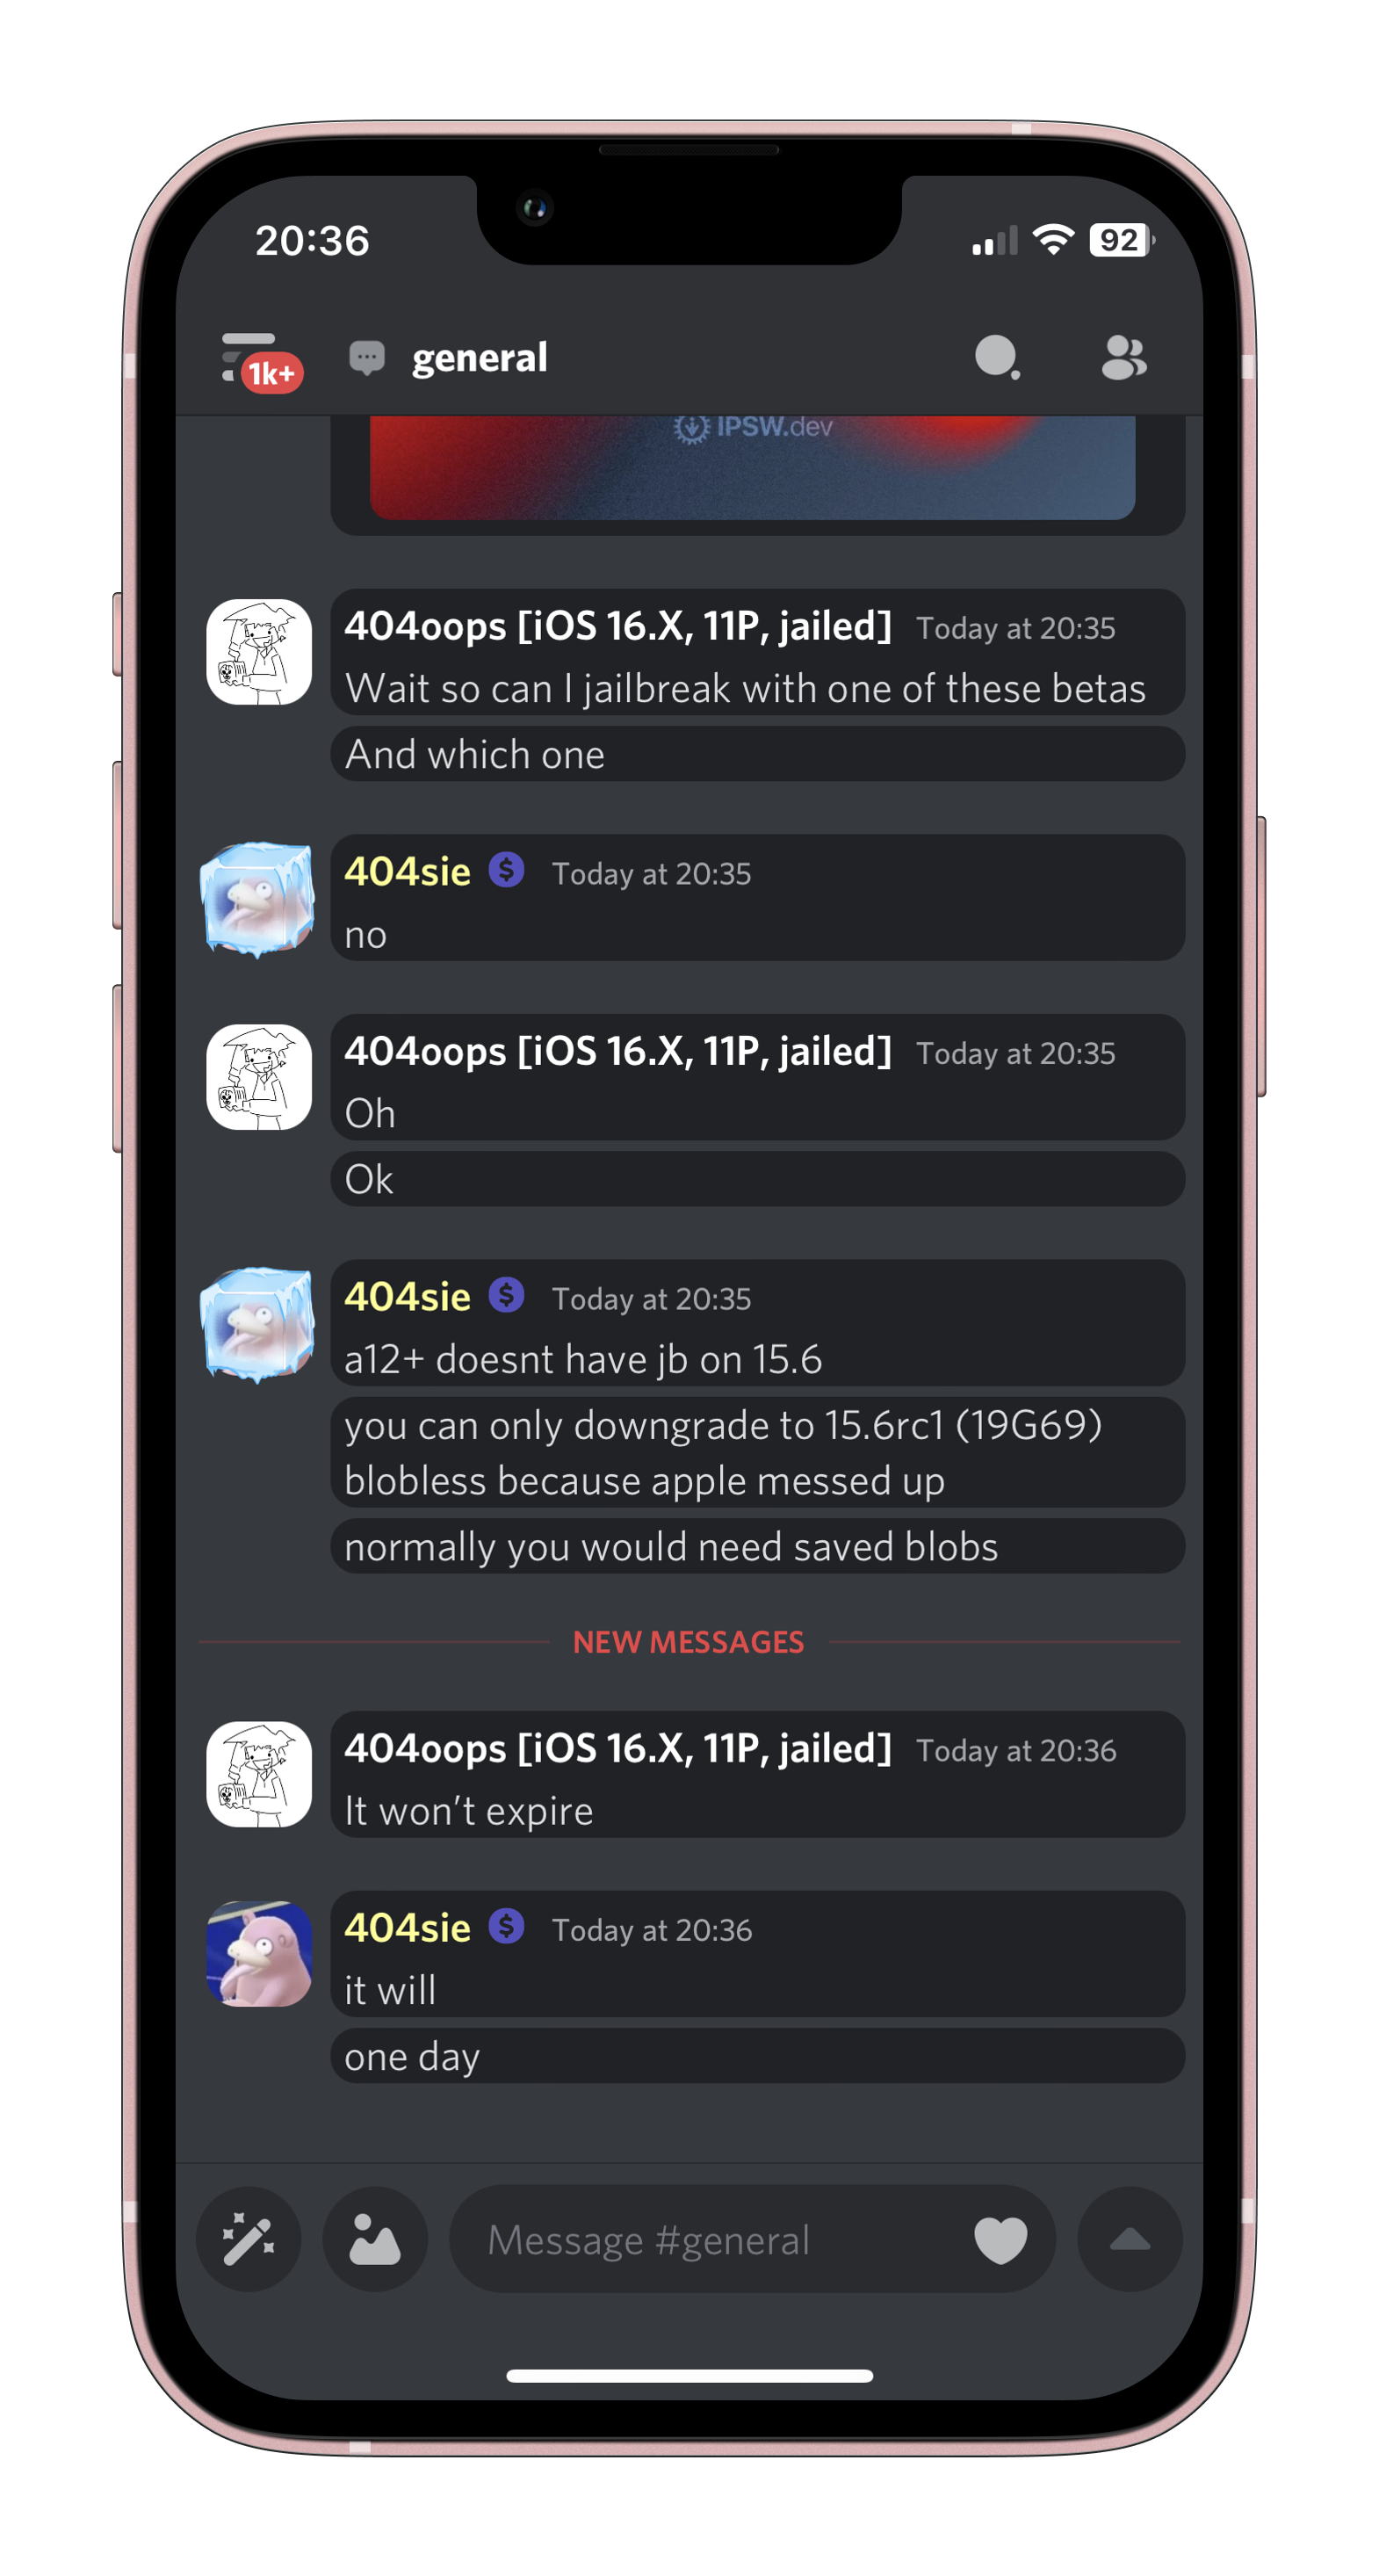 20:36
92
1k+
general
IPSW.dev
404oops [iOS 16.X, 11P, jailed] Today at 20:35
Wait so can I jailbreak with one of these betas
And which one
404sie Today at 20:35
no
404oops [iOS 16.X, 11P, jailed] Today at 20:35
Oh
Ok
404sie Today at 20:35
a12+ doesnt have jb on 15.6
you can only downgrade to 15.6rc1 (19G69)
blobless because apple messed up
normally you would need saved blobs
NEW MESSAGES
404oops [iOS 16.X, 11P, jailed] Today at 20:36
It won’t expire
404sie Today at 20:36
it will
one day
Message #general